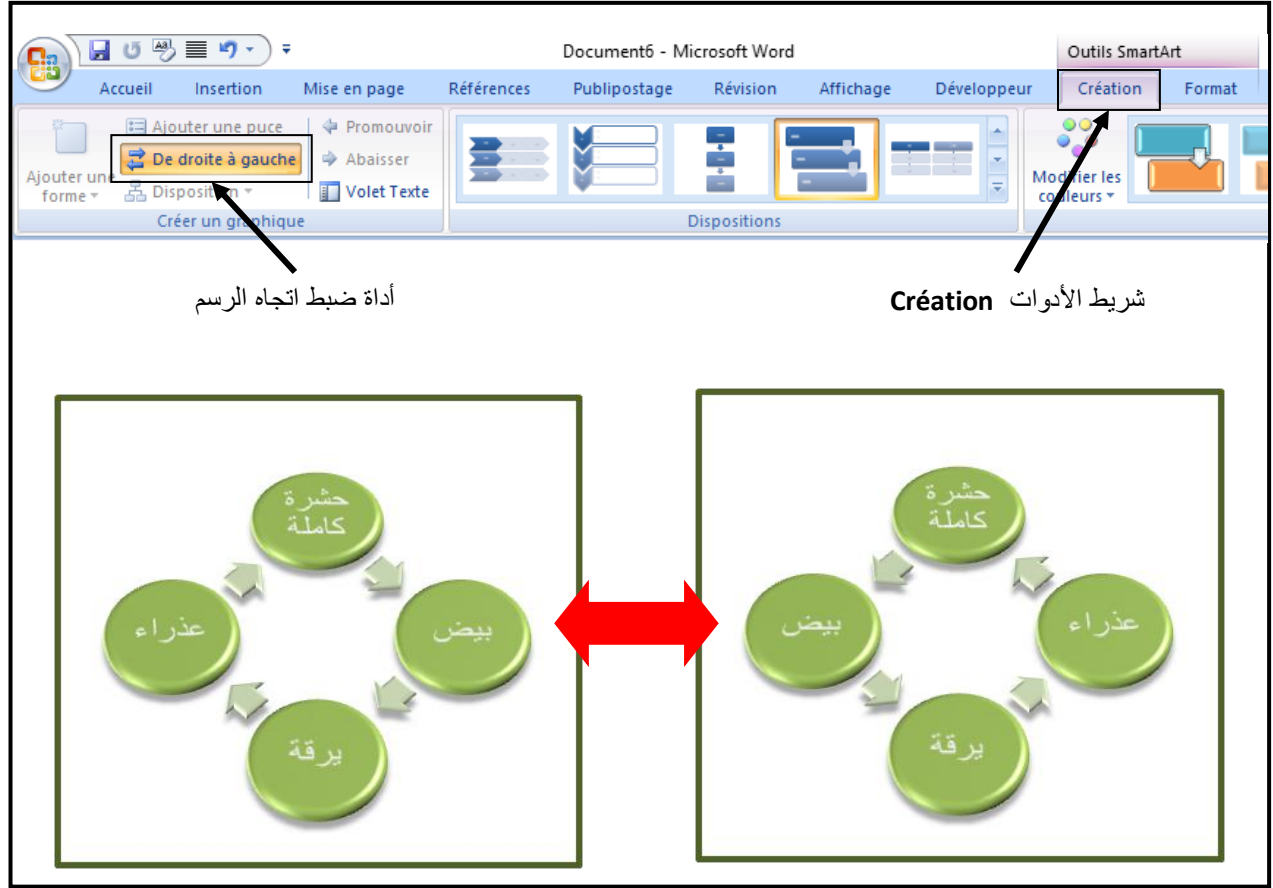 Document6 - Microsoft Word
Outils SmartArt
Accueil Insertion Mise en page Références Publipostage Révision Affichage Développeur Création Format
Ajouter une forme
Ajouter une puce
De droite à gauche
Disposition
Promouvoir
Abaisser
Volet Texte
Modifier les couleurs
Créer un graphique
Dispositions
أداة ضبط اتجاه الرسم
شريط الأدوات Création
حشرة
كاملة
عذراء
بيض
يرقة
حشرة
كاملة
بيض
عذراء
يرقة